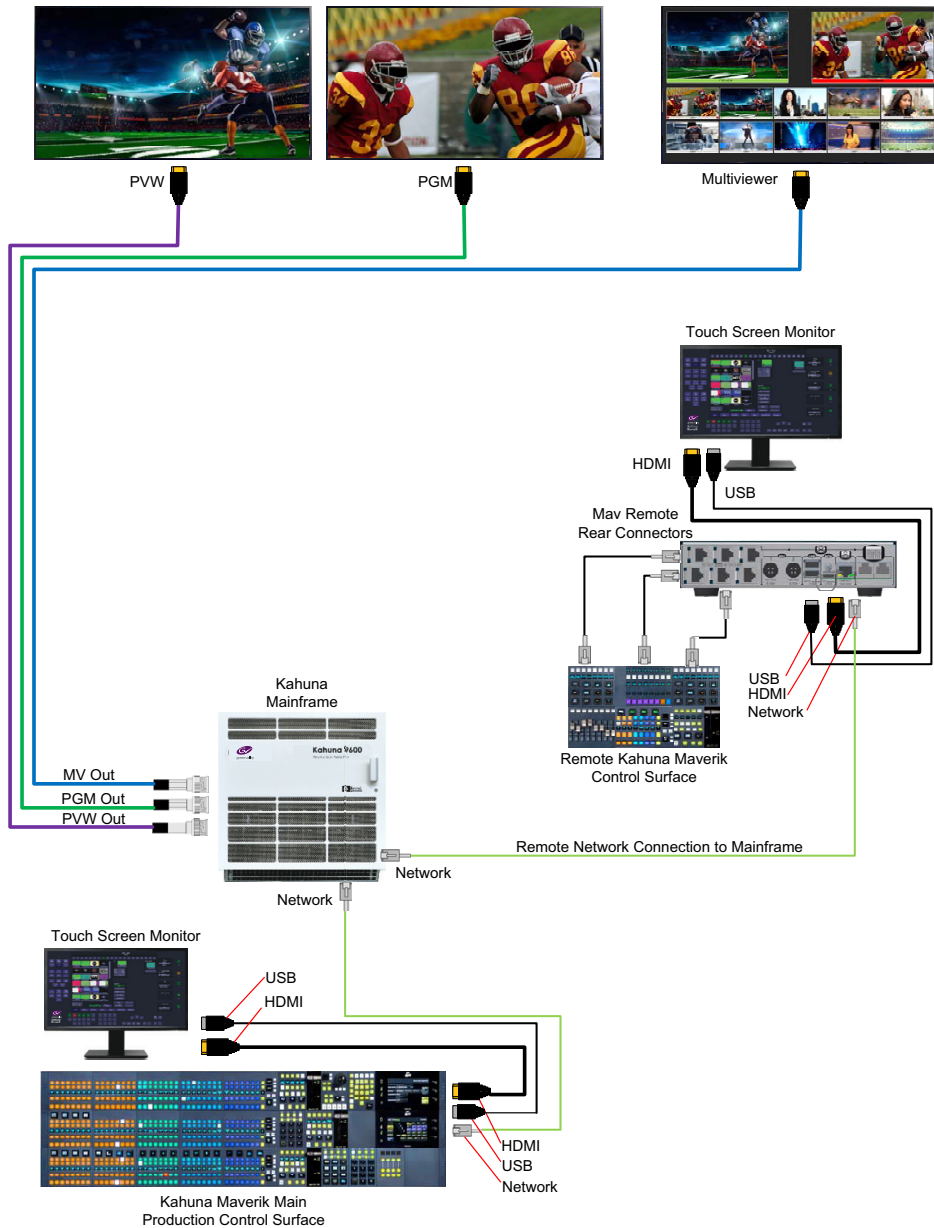 PVW
PGM
Multiviewer
Touch Screen Monitor
HDMI
USB
Mav Remote
Rear Connectors
USB
HDMI
Network
Kahuna
Mainframe
Kahuna 9600
Remote Kahuna Maverik
Control Surface
MV Out
PGM Out
PVW Out
Remote Network Connection to Mainframe
Network
Network
Touch Screen Monitor
USB
HDMI
HDMI
USB
Network
Kahuna Maverik Main
Production Control Surface